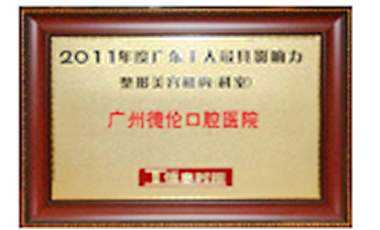 2011年度广东十大最具影响力
整形美容机构(科室)
广州德伦口腔医院